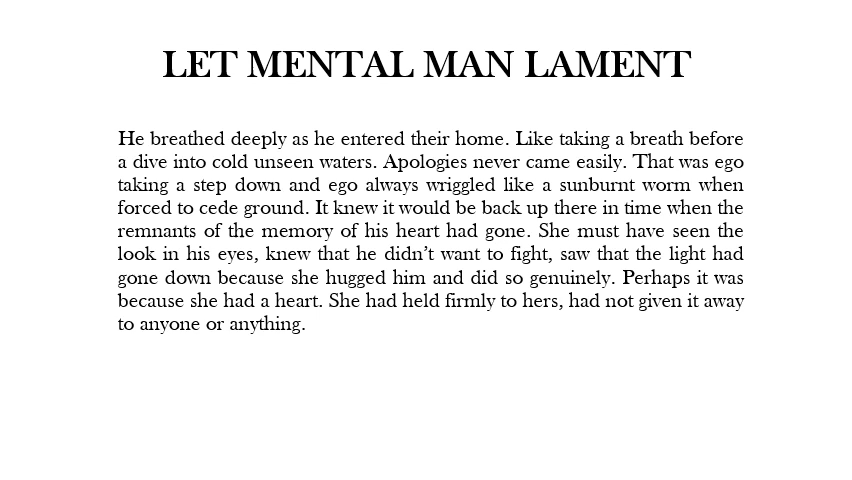 LET MENTAL MAN LAMENT
He breathed deeply as he entered their home. Like taking a breath before
a dive into cold unseen waters. Apologies never came easily. That was ego
taking a step down and ego always wriggled like a sunburnt worm when
forced to cede ground. It knew it would be back up there in time when the
remnants of the memory of his heart had gone. She must have seen the
look in his eyes, knew that he didn’t want to fight, saw that the light had
gone down because she hugged him and did so genuinely. Perhaps it was
because she had a heart. She had held firmly to hers, had not given it away
to anyone or anything.